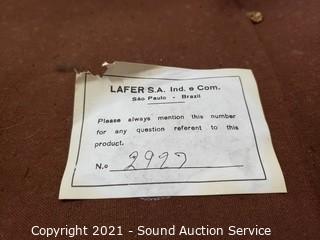 LAFER S.A. Ind. e Com.
São Paulo - Brazil
Please always mention this number
for any question referent to this
product.
N.o 2927
Copyright 2021 - Sound Auction Service